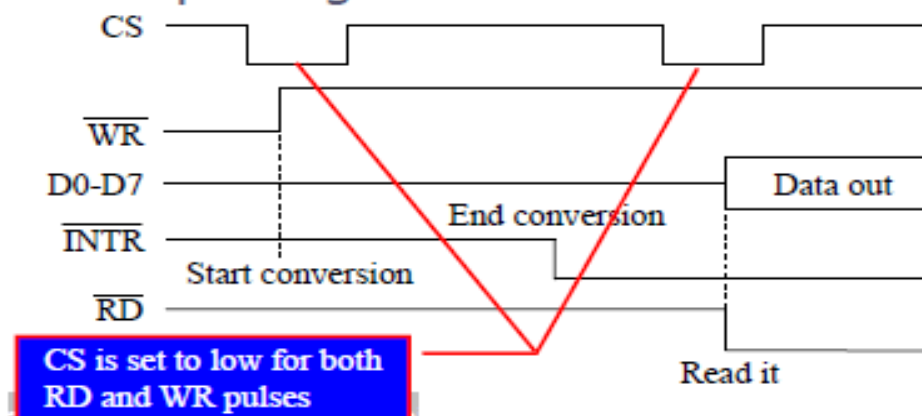 CS
WR
D0-D7
Data out
End conversion
INTR
Start conversion
RD
CS is set to low for both
RD and WR pulses
Read it